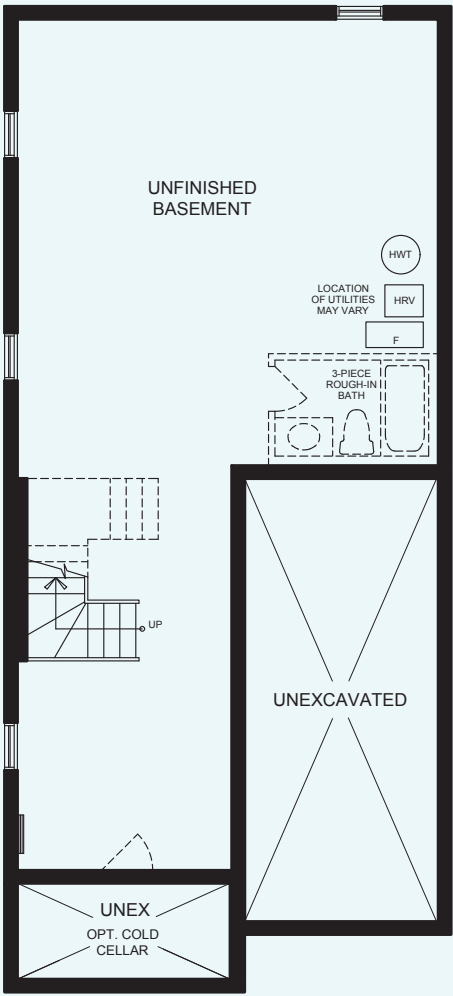 UNFINISHED
BASEMENT
HWT
LOCATION
OF UTILITIES
MAY VARY
HRV
F
3-PIECE
ROUGH-IN
BATH
UP
UNEXCAVATED
UNEX
OPT. COLD
CELLAR